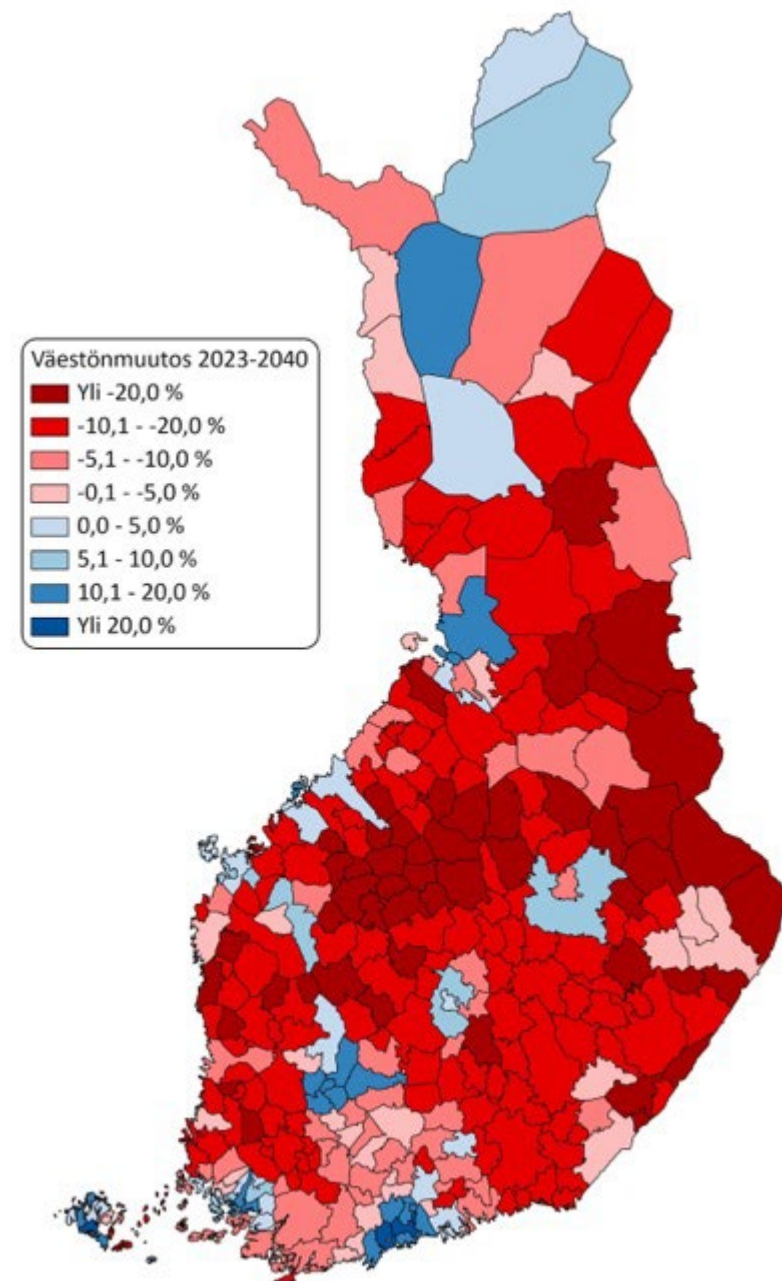 Väestönmuutos 2023-2040
Yli -20,0 %
-10,1 - -20,0 %
-5,1 - -10,0 %
-0,1 - -5,0 %
0,0 - 5,0 %
5,1 - 10,0 %
10,1 - 20,0 %
Yli 20,0 %